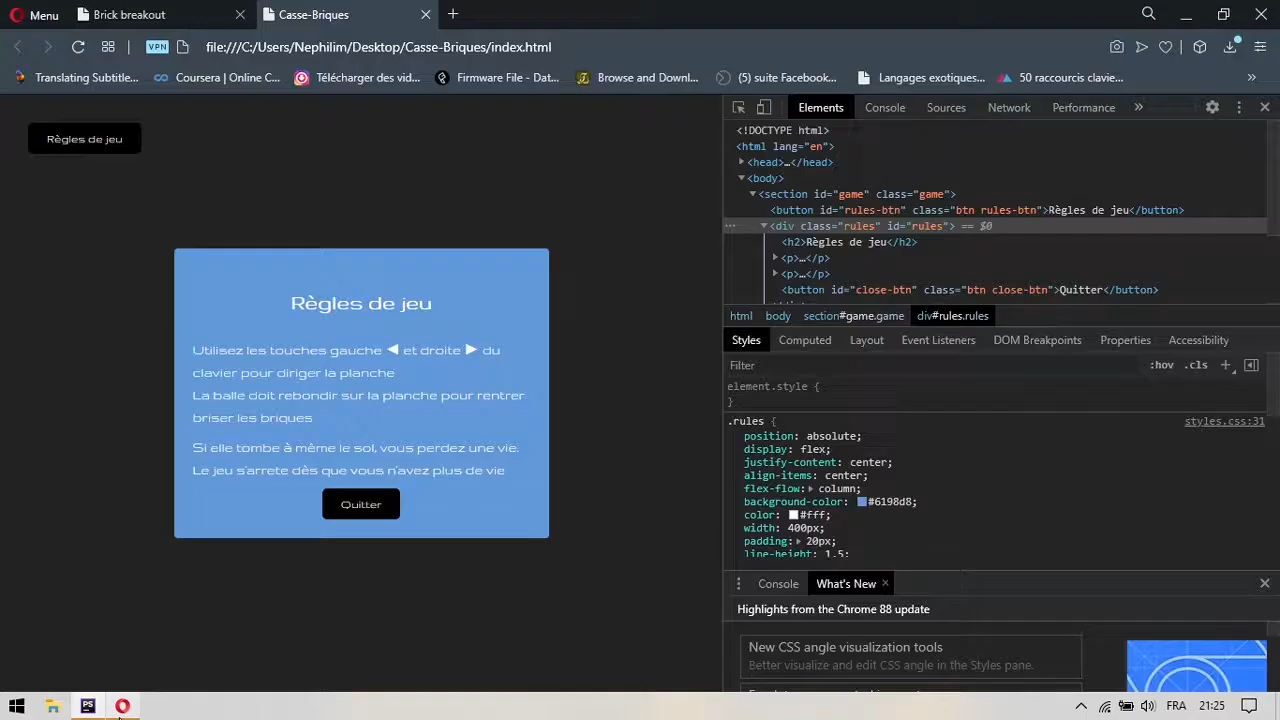 Menu
Brick breakout
Casse-Briques
VPN
file:///C:/Users/Nephilim/Desktop/Casse-Briques/index.html
Translating Subtitle...
Coursera | Online C...
Télécharger des vid...
Firmware File - Dat...
Browse and Downl...
(5) suite Facebook...
Langages exotiques...
50 raccourcis clavie...
»
Règles de jeu
Règles de jeu
Utilisez les touches gauche ◄ et droite ► du
clavier pour diriger la planche
La balle doit rebondir sur la planche pour rentrer
briser les briques
Si elle tombe à même le sol, vous perdez une vie.
Le jeu s'arrete dès que vous n'avez plus de vie
Quitter
Elements
Console
Sources
Network
Performance
»
<!DOCTYPE html>
<html lang="en">
<head>…</head>
<body>
<section id="game" class="game">
<button id="rules-btn" class="btn rules-btn">Règles de jeu</button>
<div class="rules" id="rules"> == $0
<h2>Règles de jeu</h2>
<p>…</p>
<p>…</p>
<button id="close-btn" class="btn close-btn">Quitter</button>
html body section#game.game div#rules.rules
Styles
Computed
Layout
Event Listeners
DOM Breakpoints
Properties
Accessibility
Filter
:hov .cls +
element.style {
}
.rules {
styles.css:31
position: absolute;
display: flex;
justify-content: center;
align-items: center;
flex-flow: column;
background-color: #6198d8;
color: #fff;
width: 400px;
padding: 20px;
line-height: 1.5;
Console
What's New
Highlights from the Chrome 88 update
New CSS angle visualization tools
Better visualize and edit CSS angle in the Styles pane.
PS
FRA
21:25